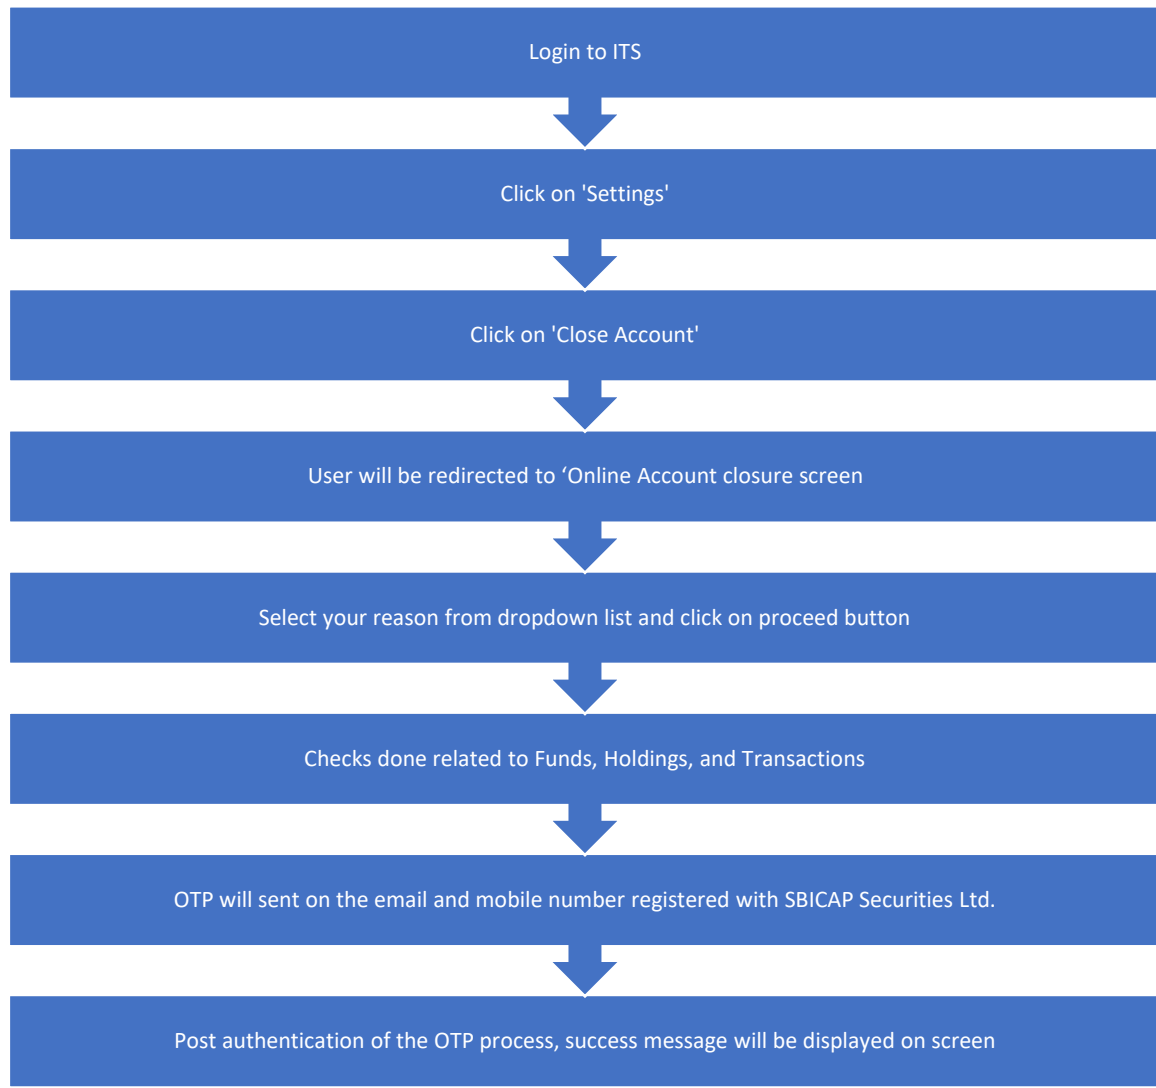 Login to ITS
Click on 'Settings'
Click on 'Close Account'
User will be redirected to ‘Online Account closure screen
Select your reason from dropdown list and click on proceed button
Checks done related to Funds, Holdings, and Transactions
OTP will sent on the email and mobile number registered with SBICAP Securities Ltd.
Post authentication of the OTP process, success message will be displayed on screen